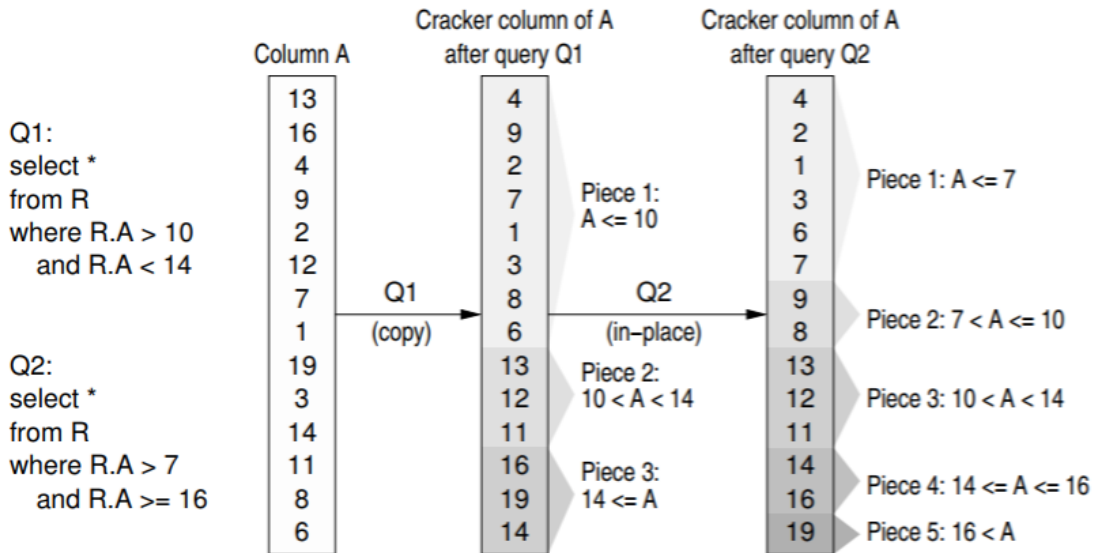 Column A
Cracker column of A
after query Q1
Cracker column of A
after query Q2
Q1:
select *
from R
where R.A > 10
and R.A < 14
Q2:
select *
from R
where R.A > 7
and R.A >= 16
13
16
4
9
2
12
7
1
19
3
14
11
8
6
Q1
(copy)
4
9
2
7
1
3
8
6
13
12
11
16
19
14
Piece 1:
A <= 10
Piece 2:
10 < A < 14
Piece 3:
14 <= A
Q2
(in-place)
4
2
1
3
6
7
9
8
13
12
11
14
16
19
Piece 1: A <= 7
Piece 2: 7 < A <= 10
Piece 3: 10 < A < 14
Piece 4: 14 <= A <= 16
Piece 5: 16 < A